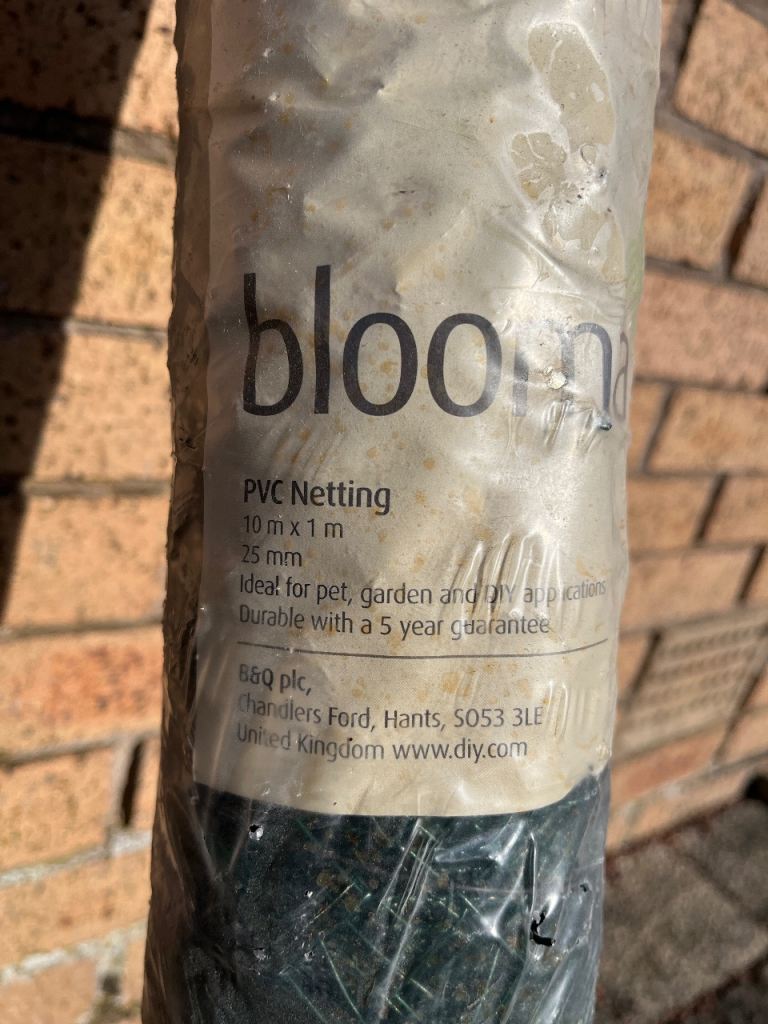 blooma
PVC Netting
10 m x 1 m
25 mm
Ideal for pet, garden and DIY applications
Durable with a 5 year guarantee
B&Q plc,
Chandlers Ford, Hants, SO53 3LE
United Kingdom www.diy.com